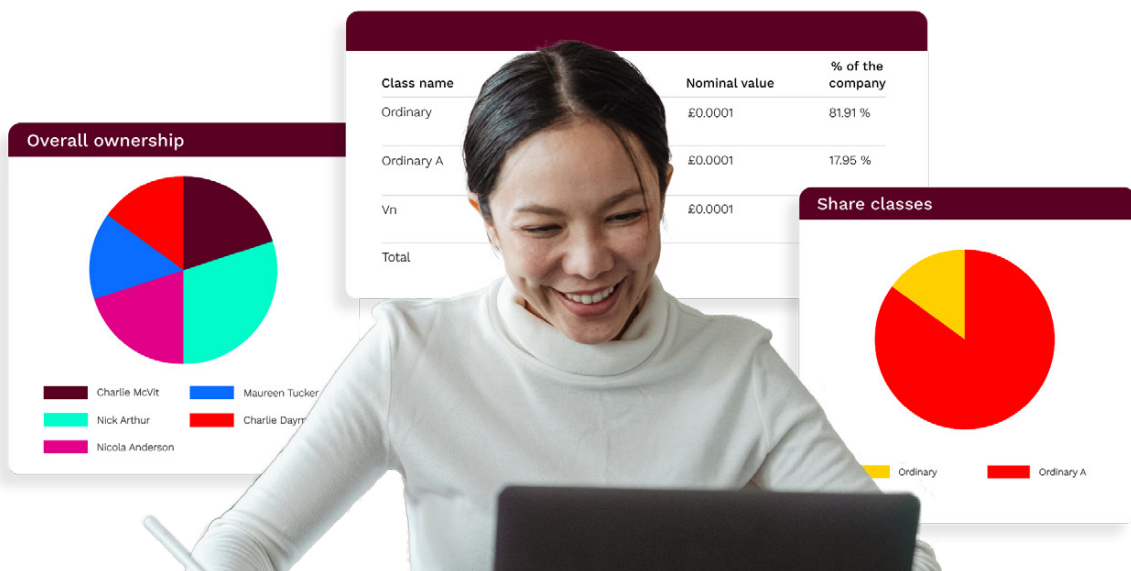 Overall ownership
Charlie McVit
Maureen Tucker
Nick Arthur
Charlie
Nicola Anderson
Class name
Nominal value
% of the
company
Ordinary
£0.0001
81.91 %
Ordinary A
£0.0001
17.95 %
Vn
£0.0001
Total
Share classes
Ordinary
Ordinary A